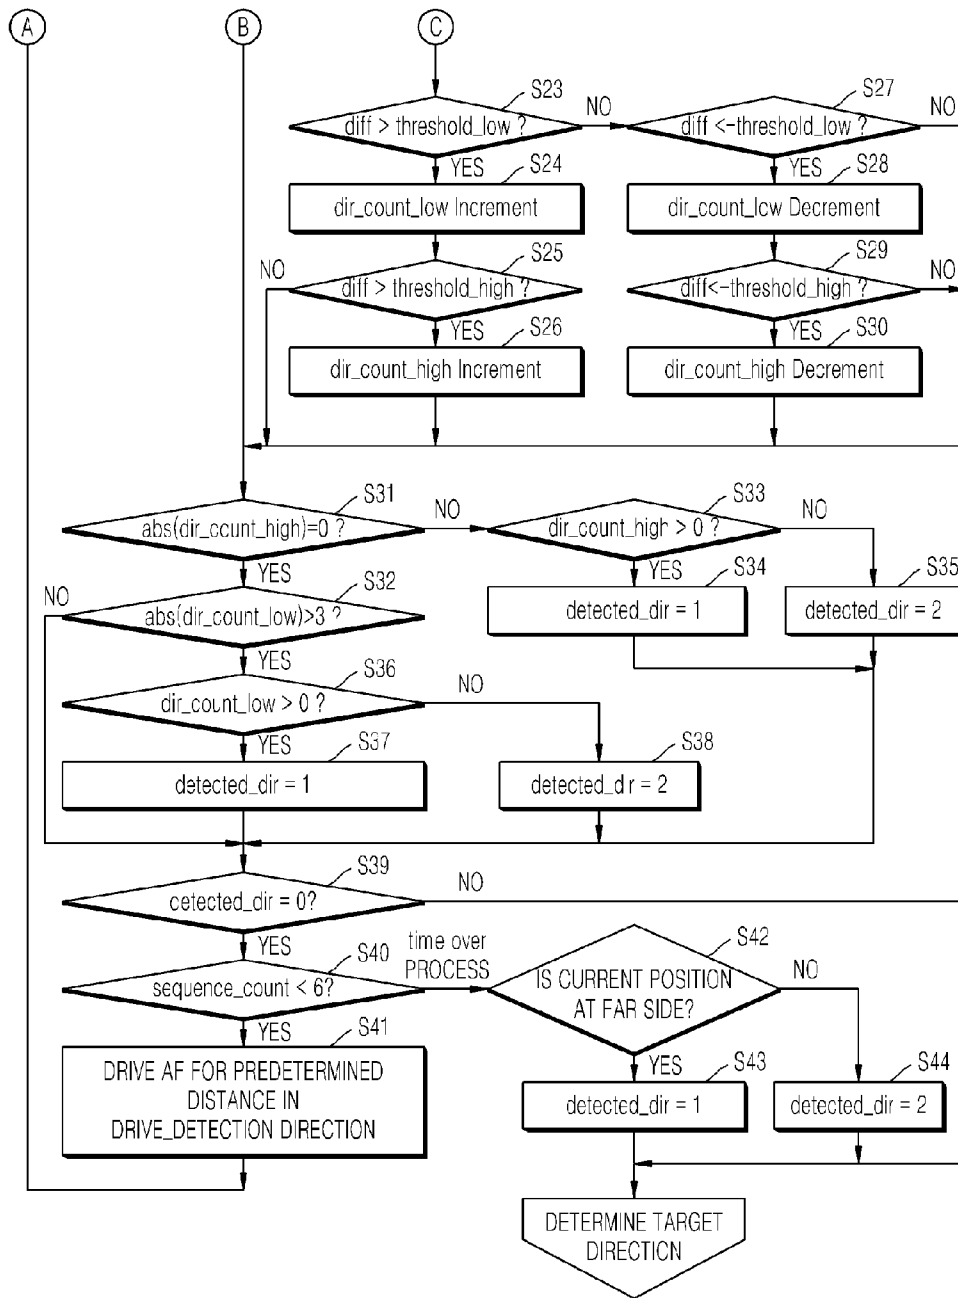 A B C
S23 S27
diff > threshold_low ? NO diff <-threshold_low ? NO
YES S24 YES S28
dir_count_low Increment dir_count_low Decrement
S25 S29
NO diff > threshold_high ? diff<-threshold_high ? NO
YES S26 YES S30
dir_count_high Increment dir_count_high Decrement
S31 S33
abs(dir_ccunt_high)=0 ? NO dir_count_high > 0 ? NO
YES S32 YES S34 S35
NO abs(dir_count_low)>3 ? detected_dir = 1 detected_dir = 2
YES S36
dir_count_low > 0 ? NO
YES S37 S38
detected_dir = 1 detected_dir = 2
S39
cetected_dir = 0? NO
YES S40 time over S42
PROCESS
sequence_count < 6? IS CURRENT POSITION NO
AT FAR SIDE?
YES S41 YES S43 S44
DRIVE AF FOR PREDETERMINED
DISTANCE IN detected_dir = 1 detected_dir = 2
DRIVE_DETECTION DIRECTION
DETERMINE TARGET
DIRECTION